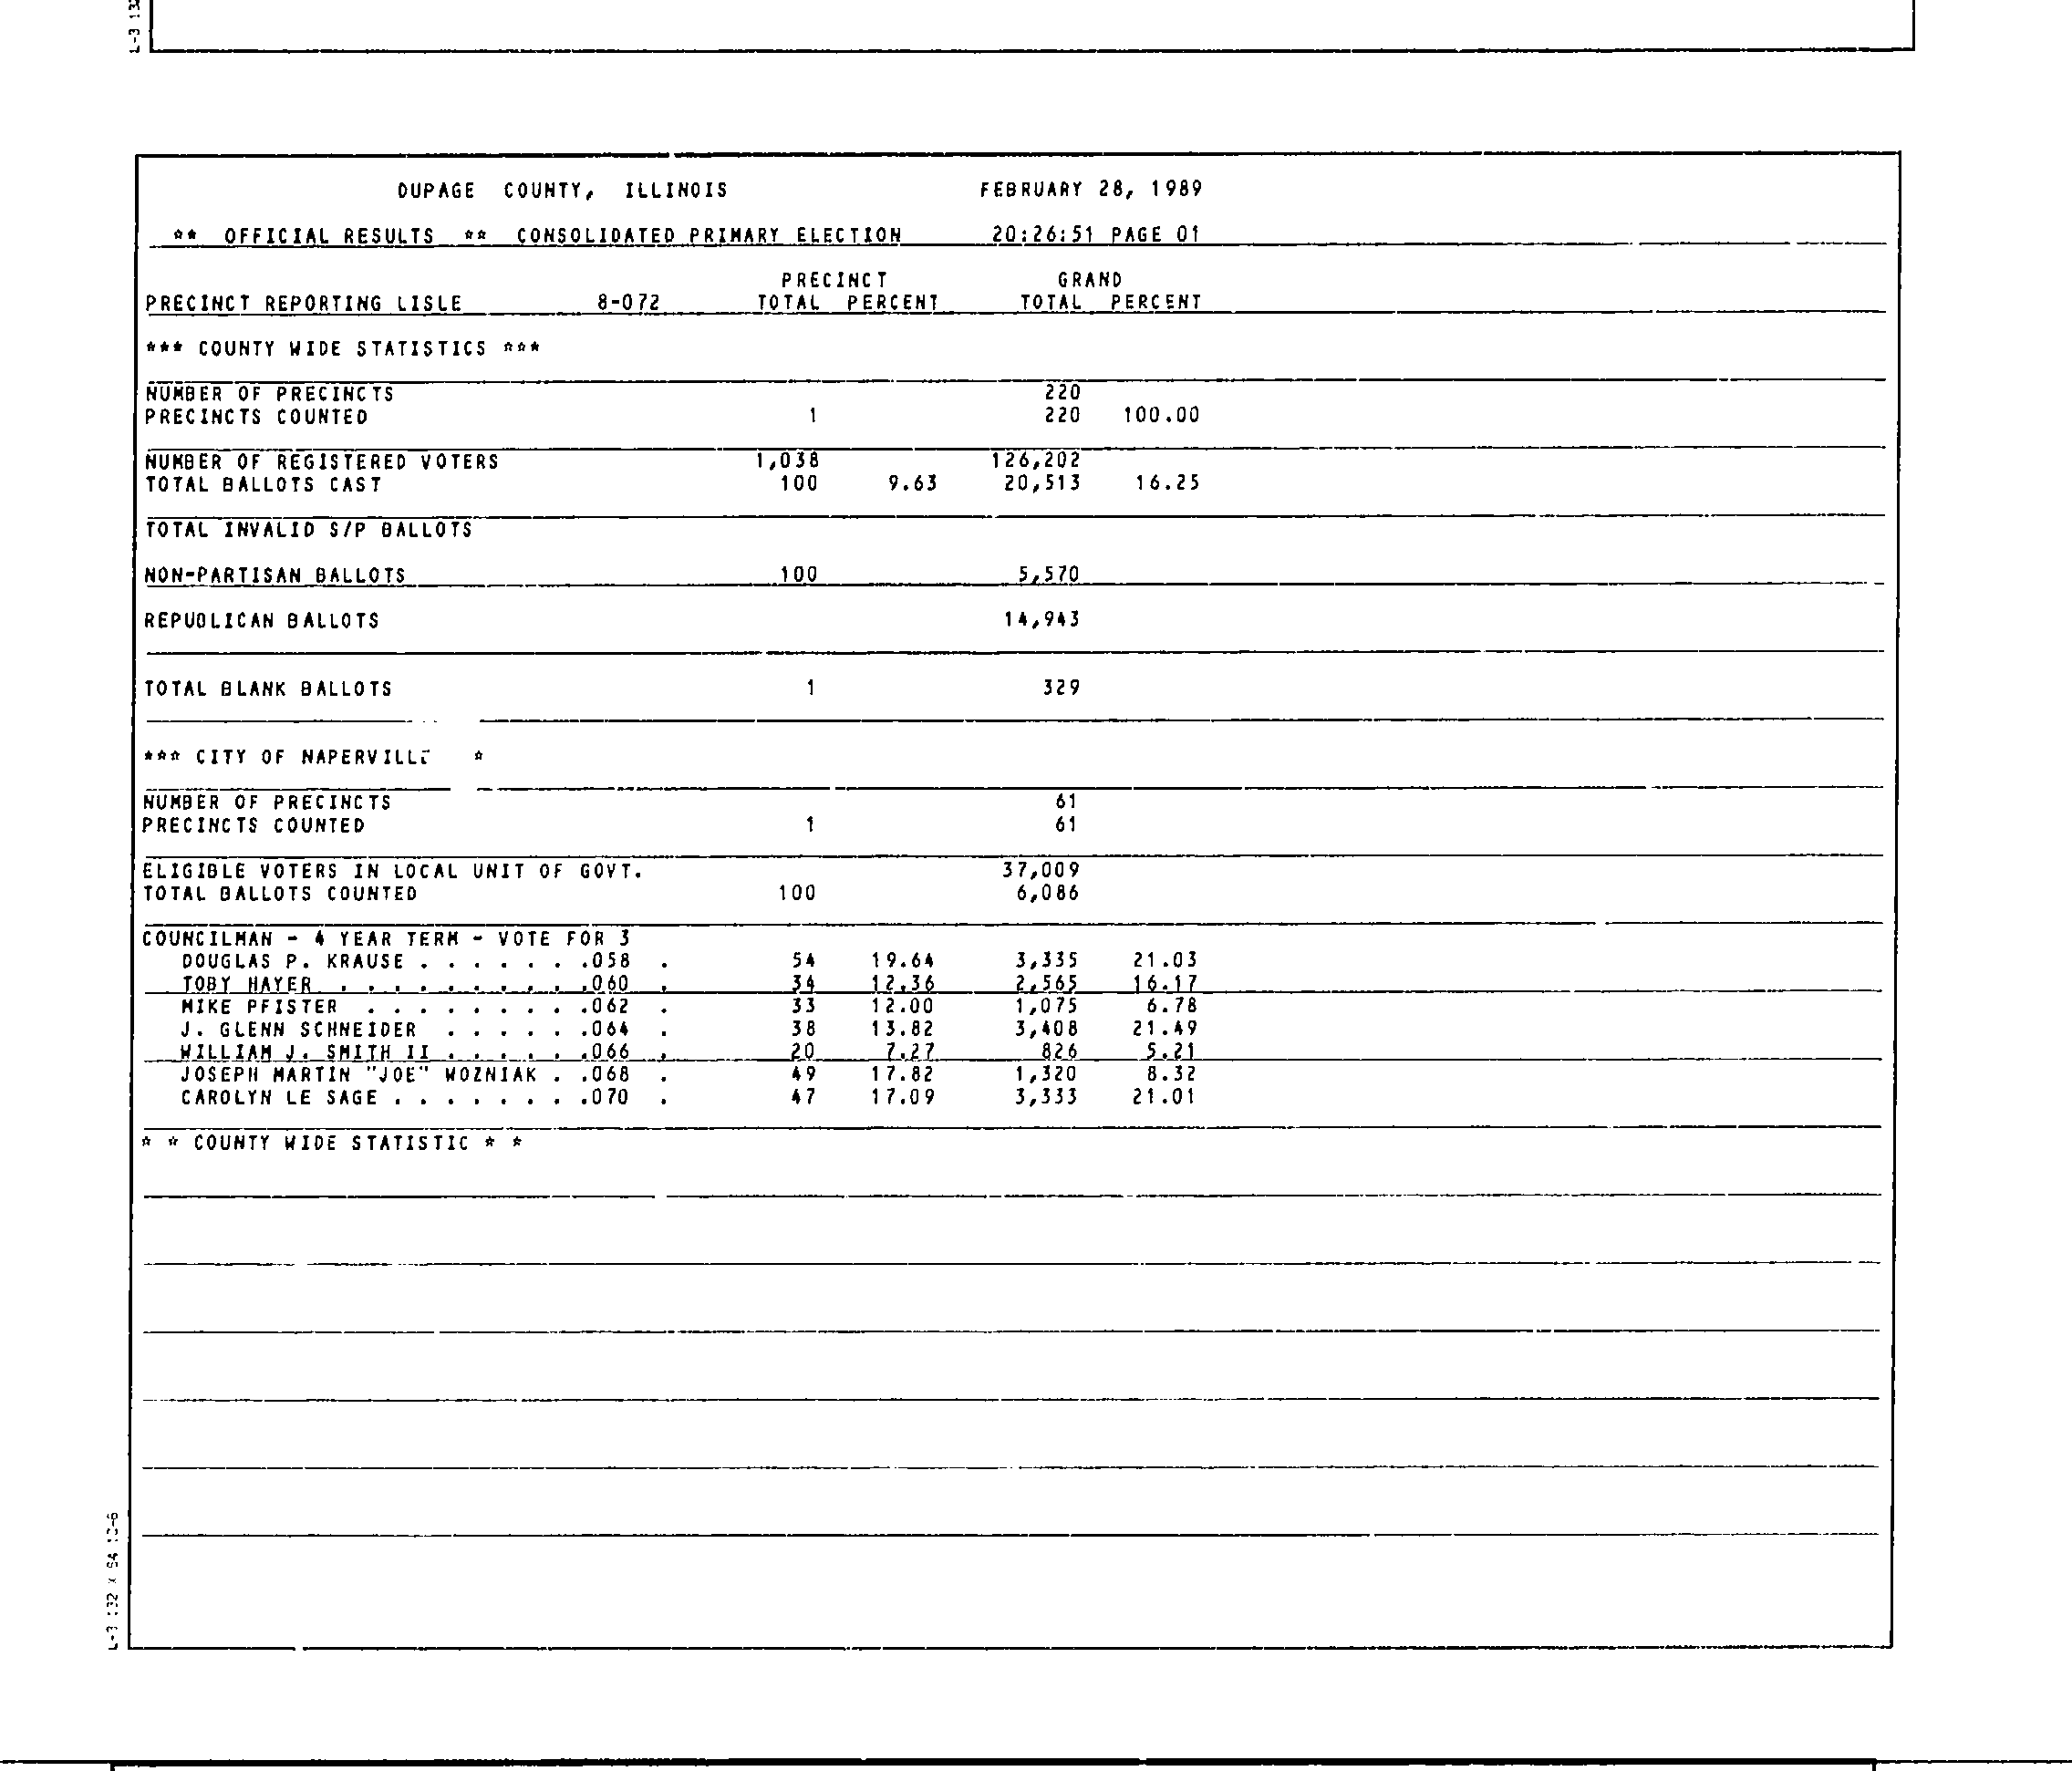 L-3 132
DUPAGE COUNTY, ILLINOIS FEBRUARY 28, 1989
** OFFICIAL RESULTS ** CONSOLIDATED PRIMARY ELECTION 20:26:51 PAGE 01
PRECINCT GRAND
PRECINCT REPORTING LISLE 8-072 TOTAL PERCENT TOTAL PERCENT
*** COUNTY WIDE STATISTICS ***
NUMBER OF PRECINCTS 220
PRECINCTS COUNTED 1 220 100.00
NUMBER OF REGISTERED VOTERS 1,038 126,202
TOTAL BALLOTS CAST 100 9.63 20,513 16.25
TOTAL INVALID S/P BALLOTS
NON-PARTISAN BALLOTS 100 5,570
REPUBLICAN BALLOTS 14,943
TOTAL BLANK BALLOTS 1 329
*** CITY OF NAPERVILLE *
NUMBER OF PRECINCTS 61
PRECINCTS COUNTED 1 61
ELIGIBLE VOTERS IN LOCAL UNIT OF GOVT. 37,009
TOTAL BALLOTS COUNTED 100 6,086
COUNCILMAN - 4 YEAR TERM - VOTE FOR 3
DOUGLAS P. KRAUSE . . . . . . .058 . 54 19.64 3,335 21.03
TOBY HAYER . . . . . . . . . .060 . 34 12.36 2,565 16.17
MIKE PFISTER . . . . . . . . .062 . 33 12.00 1,075 6.78
J. GLENN SCHNEIDER . . . . . .064 . 38 13.82 3,408 21.49
WILLIAM J. SMITH II . . . . . .066 . 20 7.27 826 5.21
JOSEPH MARTIN "JOE" WOZNIAK . .068 . 49 17.82 1,320 8.32
CAROLYN LE SAGE . . . . . . . .070 . 47 17.09 3,333 21.01
* * COUNTY WIDE STATISTIC * *